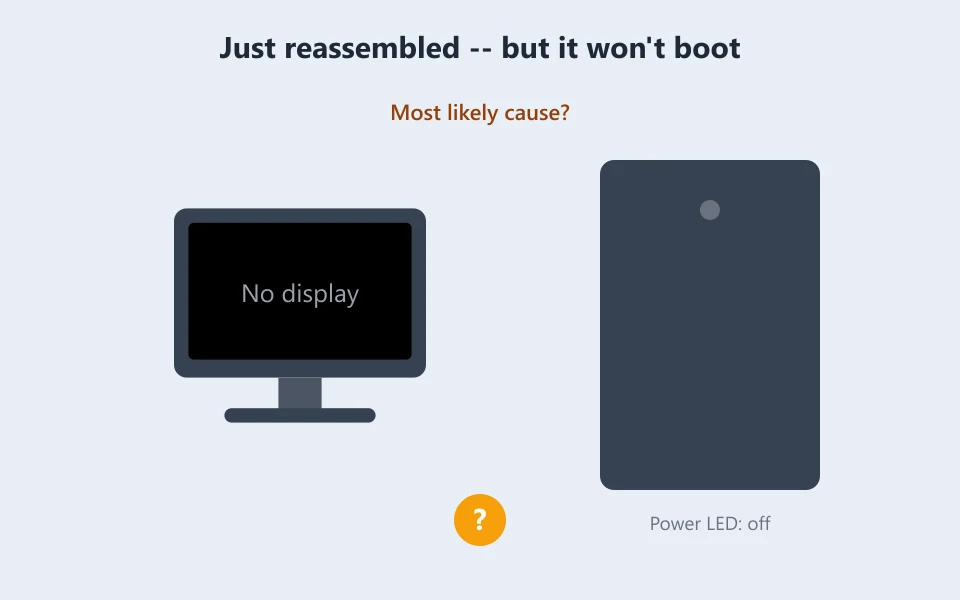 Just reassembled -- but it won't boot
Most likely cause?
No display
?
Power LED: off